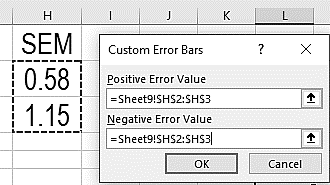 H
I
J
K
L
SEM
0.58
1.15
Custom Error Bars
?
×
Positive Error Value
=Sheet9!$H$2:$H$3
Negative Error Value
=Sheet9!$H$2:$H$3
OK
Cancel